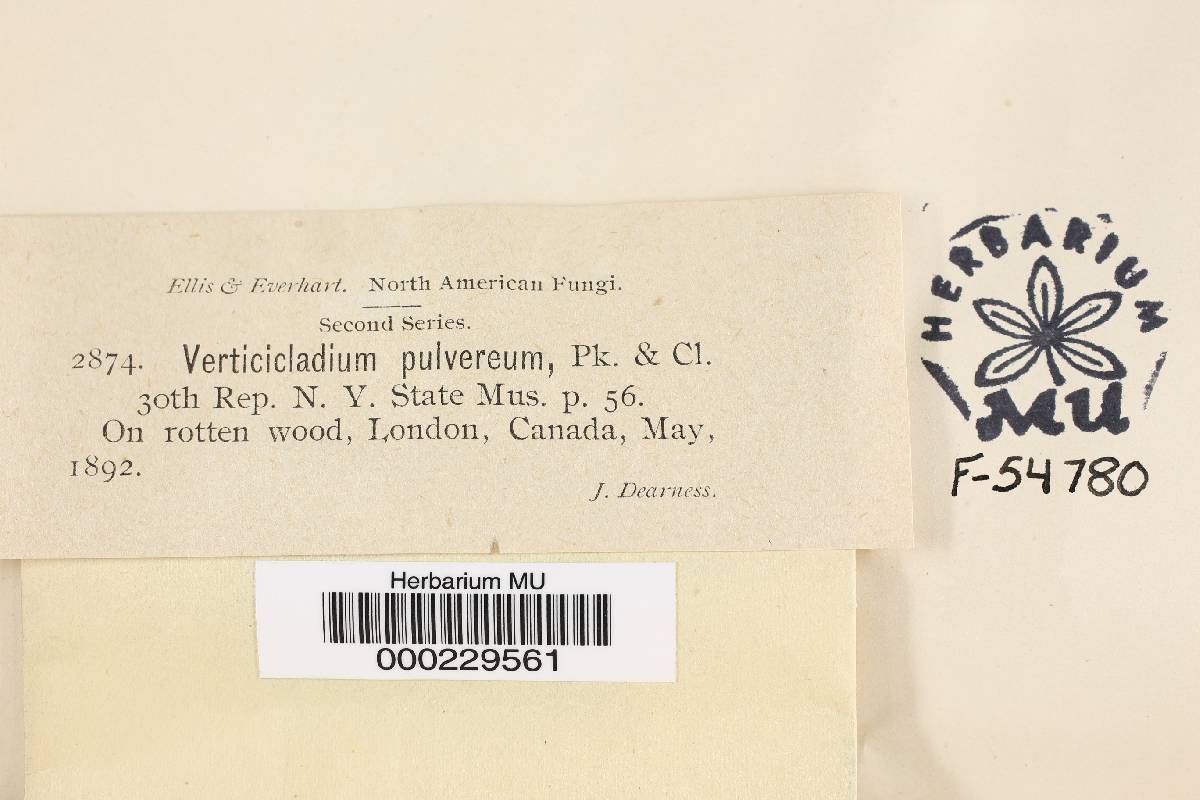 Ellis & Everhart. North American Fungi.
Second Series.
2874. Verticicladium pulvereum, Pk. & Cl.
30th Rep. N. Y. State Mus. p. 56.
On rotten wood, London, Canada, May,
1892.
J. Dearness.
HERBARIUM
MU
F-54780
Herbarium MU
000229561